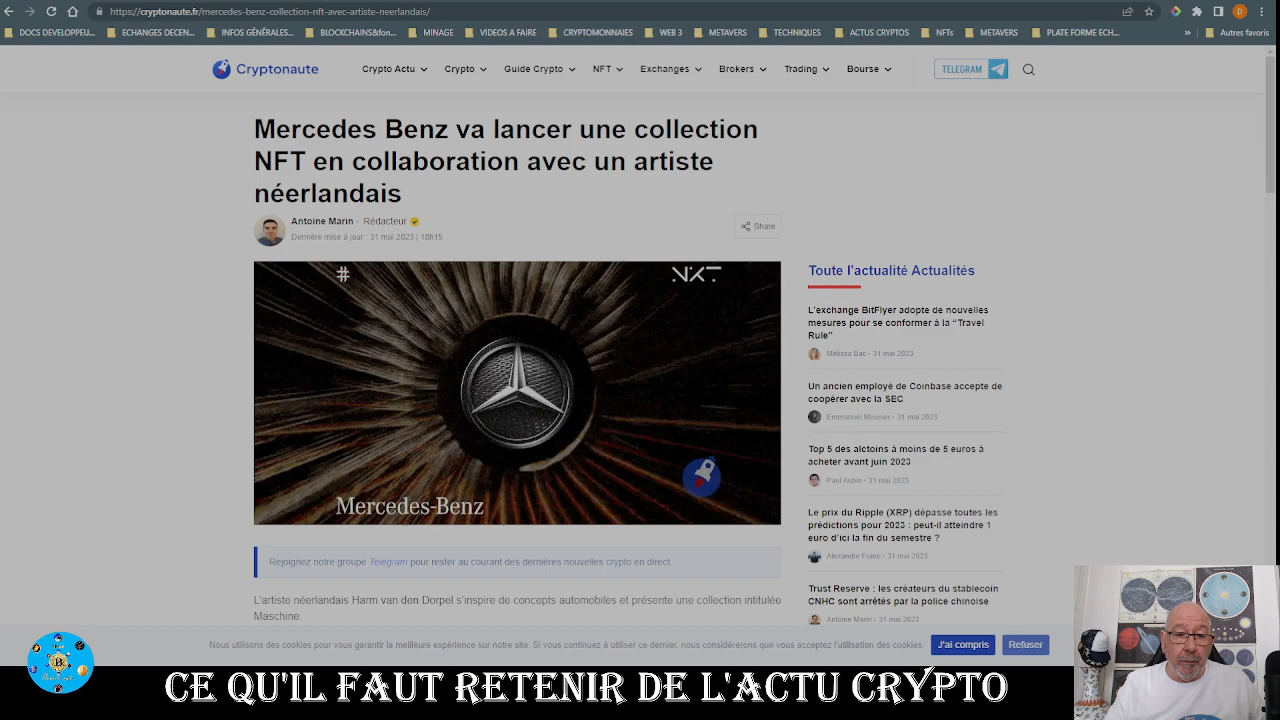 https://cryptonaute.fr/mercedes-benz-collection-nft-avec-artiste-neerlandais/
DOCS DEVELOPPEU... ECHANGES DECEN... INFOS GÉNÉRALES... BLOCKCHAINS&fon... MINAGE VIDEOS A FAIRE CRYPTOMONNAIES WEB 3 METAVERS TECHNIQUES ACTUS CRYPTOS NFTs METAVERS PLATE FORME ECH... » Autres favoris
Cryptonaute Crypto Actu Crypto Guide Crypto NFT Exchanges Brokers Trading Bourse TELEGRAM
Mercedes Benz va lancer une collection
NFT en collaboration avec un artiste
néerlandais
Antoine Marin - Rédacteur
Dernière mise à jour : 31 mai 2023 | 18h15
Share
Mercedes-Benz
Rejoignez notre groupe Telegram pour rester au courant des dernières nouvelles crypto en direct.
L'artiste néerlandais Harm van den Dorpel s'inspire de concepts automobiles et présente une collection intitulée
Maschine.
Toute l'actualité Actualités
L'exchange BitFlyer adopte de nouvelles
mesures pour se conformer à la "Travel
Rule"
Mélissa Bac - 31 mai 2023
Un ancien employé de Coinbase accepte de
coopérer avec la SEC
Emmanuel Meunier - 31 mai 2023
Top 5 des alctoins à moins de 5 euros à
acheter avant juin 2023
Paul Aubin - 31 mai 2023
Le prix du Ripple (XRP) dépasse toutes les
prédictions pour 2023 : peut-il atteindre 1
euro d'ici la fin du semestre ?
Alexandre Franc - 31 mai 2023
Trust Reserve : les créateurs du stablecoin
CNHC sont arrêtés par la police chinoise
Antoine Marin - 31 mai 2023
Nous utilisons des cookies pour vous garantir la meilleure expérience sur notre site. Si vous continuez à utiliser ce dernier, nous considérerons que vous acceptez l'utilisation des cookies. J'ai compris Refuser
CE QU'IL FAUT RETENIR DE L'ACTU CRYPTO